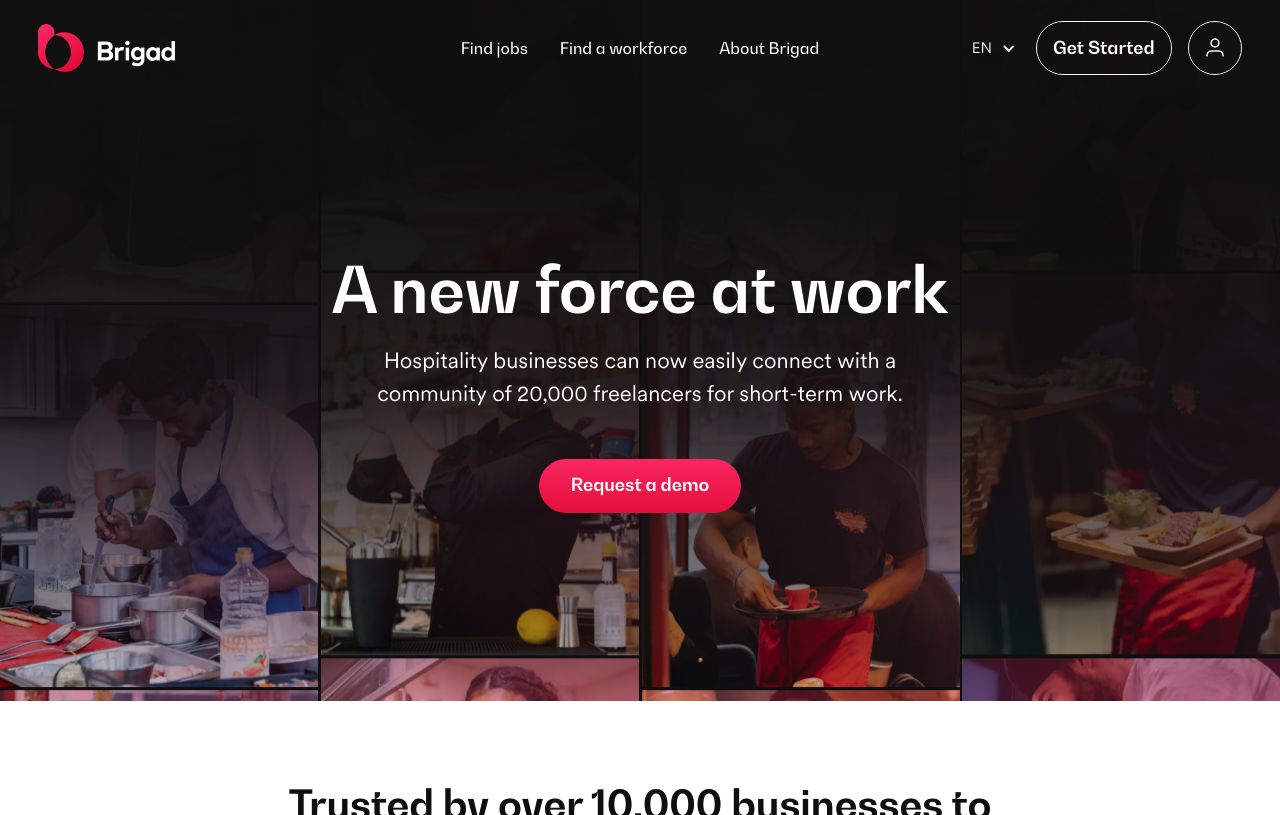 Brigad
Find jobs
Find a workforce
About Brigad
EN
Get Started
A new force at work
Hospitality businesses can now easily connect with a
community of 20,000 freelancers for short-term work.
Request a demo
Trusted by over 10,000 businesses to